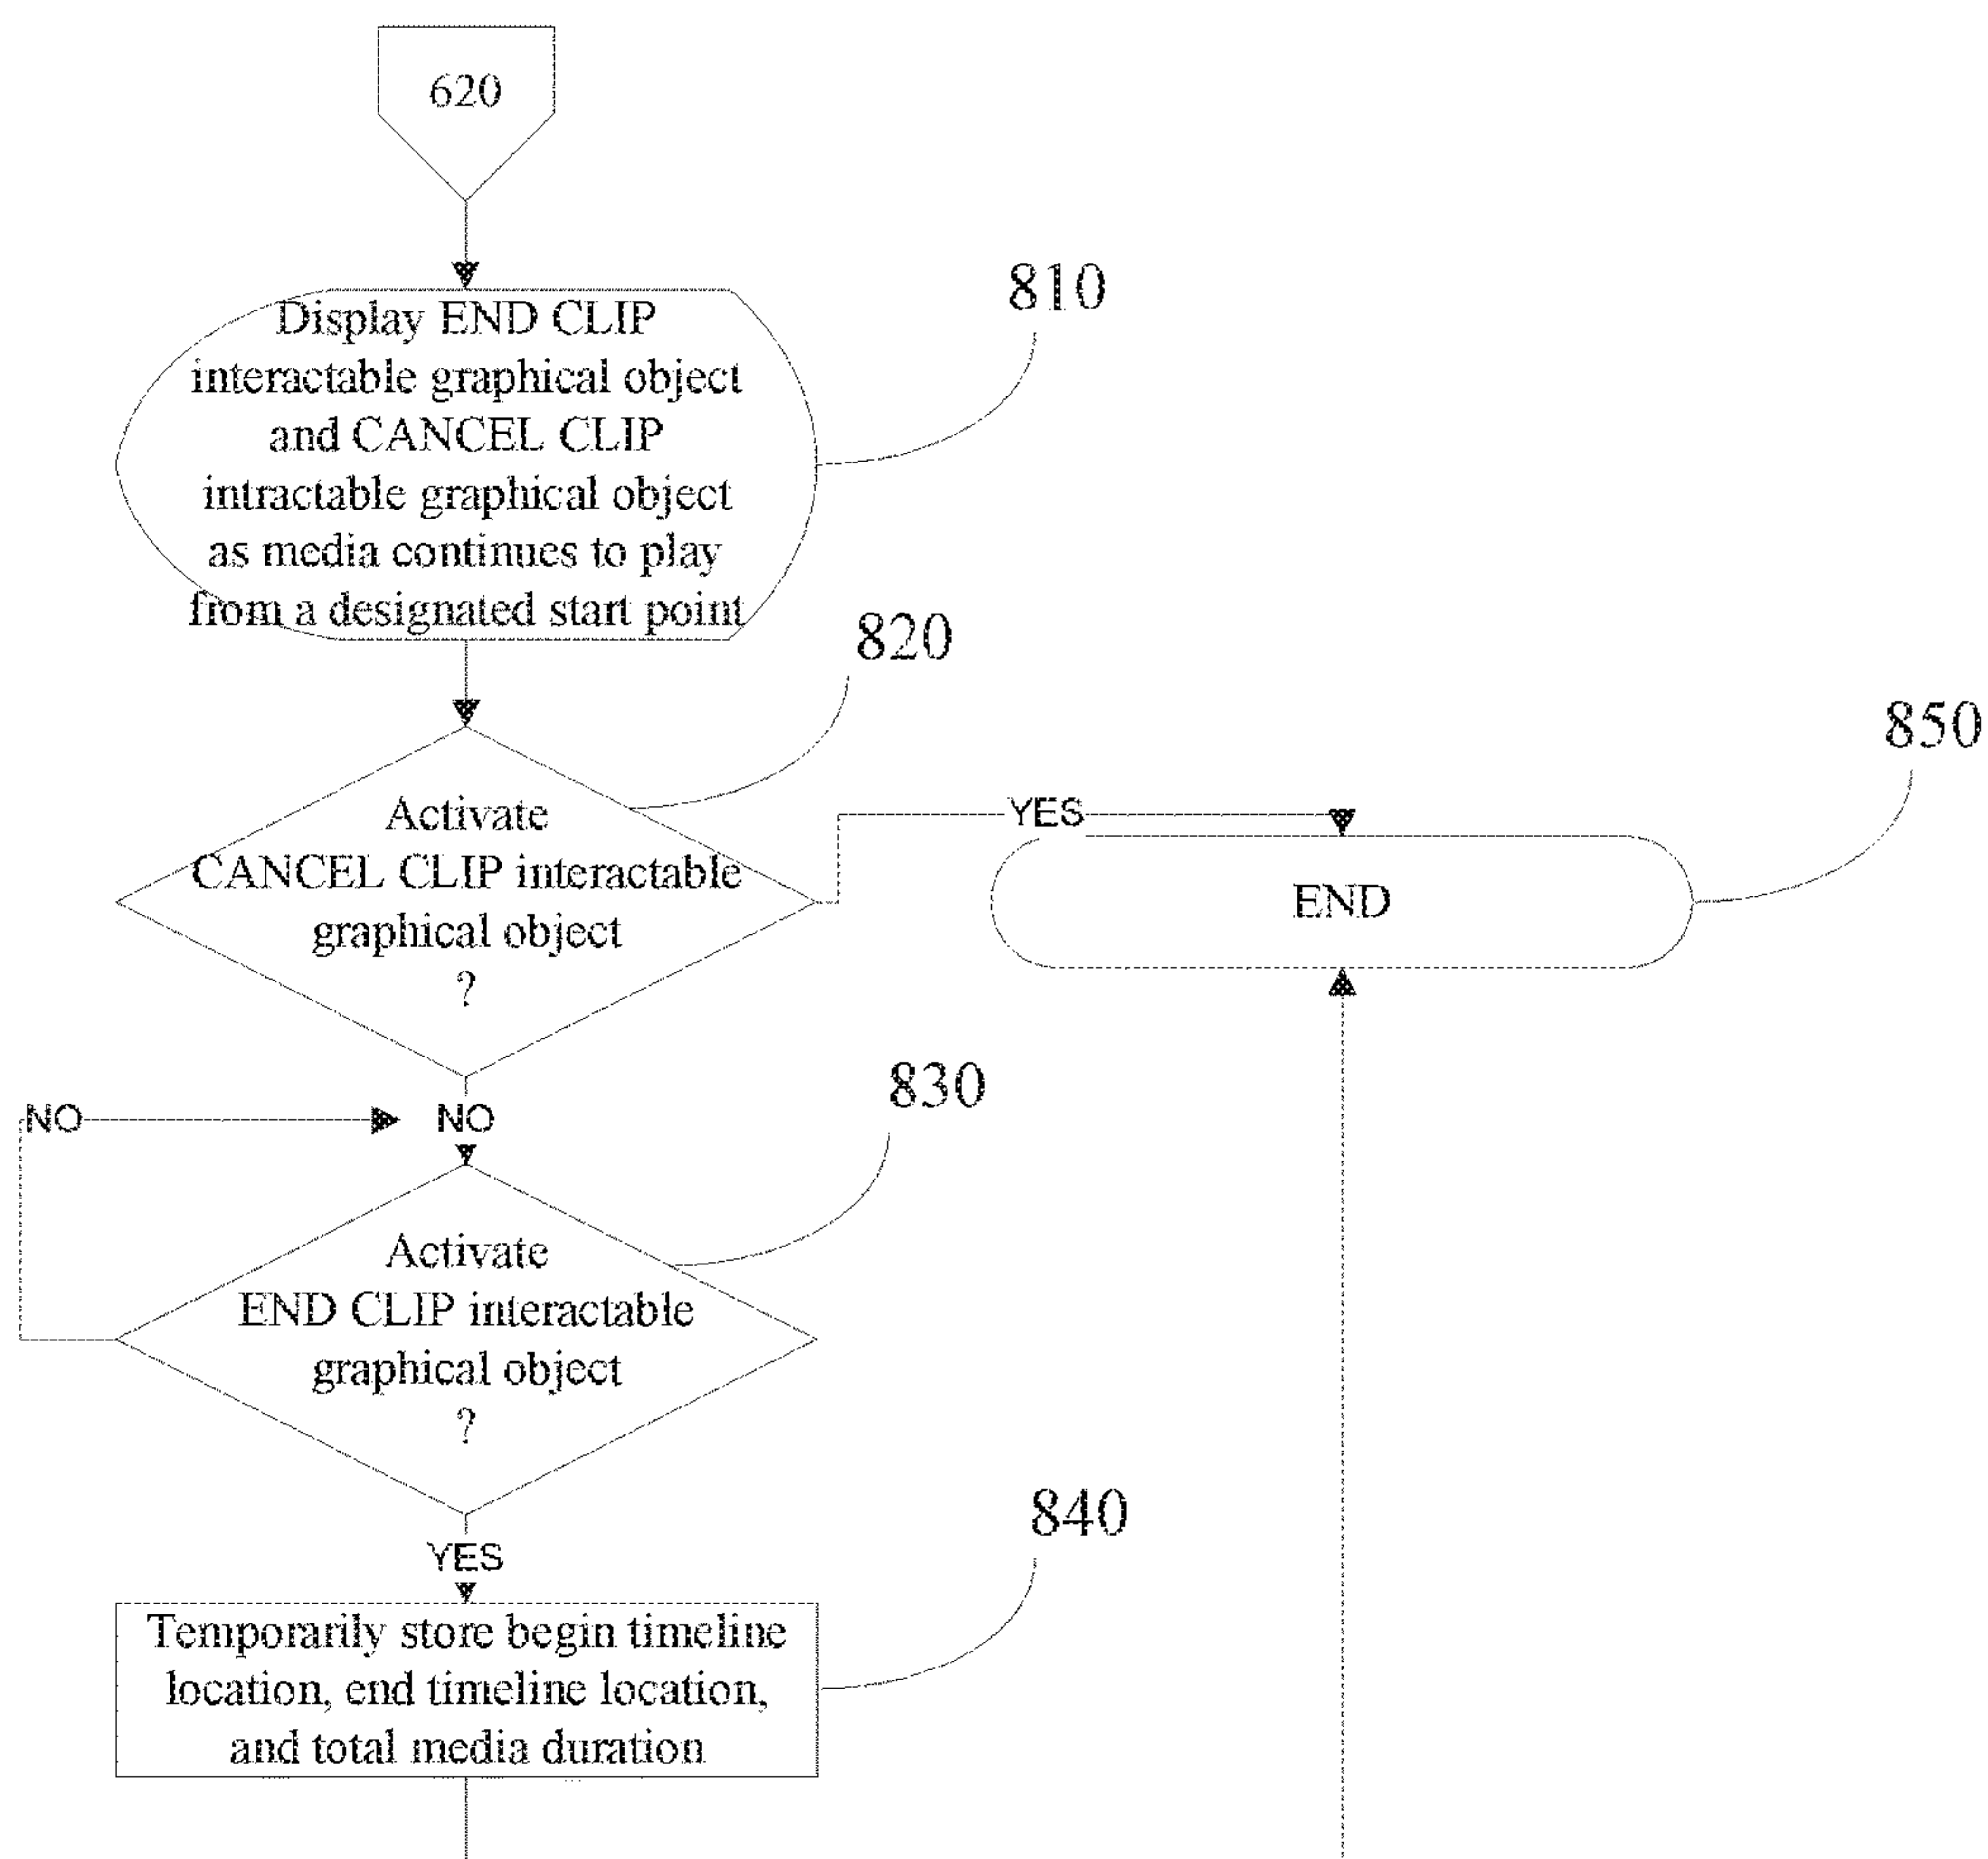 620
810
Display END CLIP
interactable graphical object
and CANCEL CLIP
intractable graphical object
as media continues to play
from a designated start point
820
850
Activate
CANCEL CLIP interactable
graphical object
?
YES
END
NO
NO
830
Activate
END CLIP interactable
graphical object
?
YES
840
Temporarily store begin timeline
location, end timeline location,
and total media duration